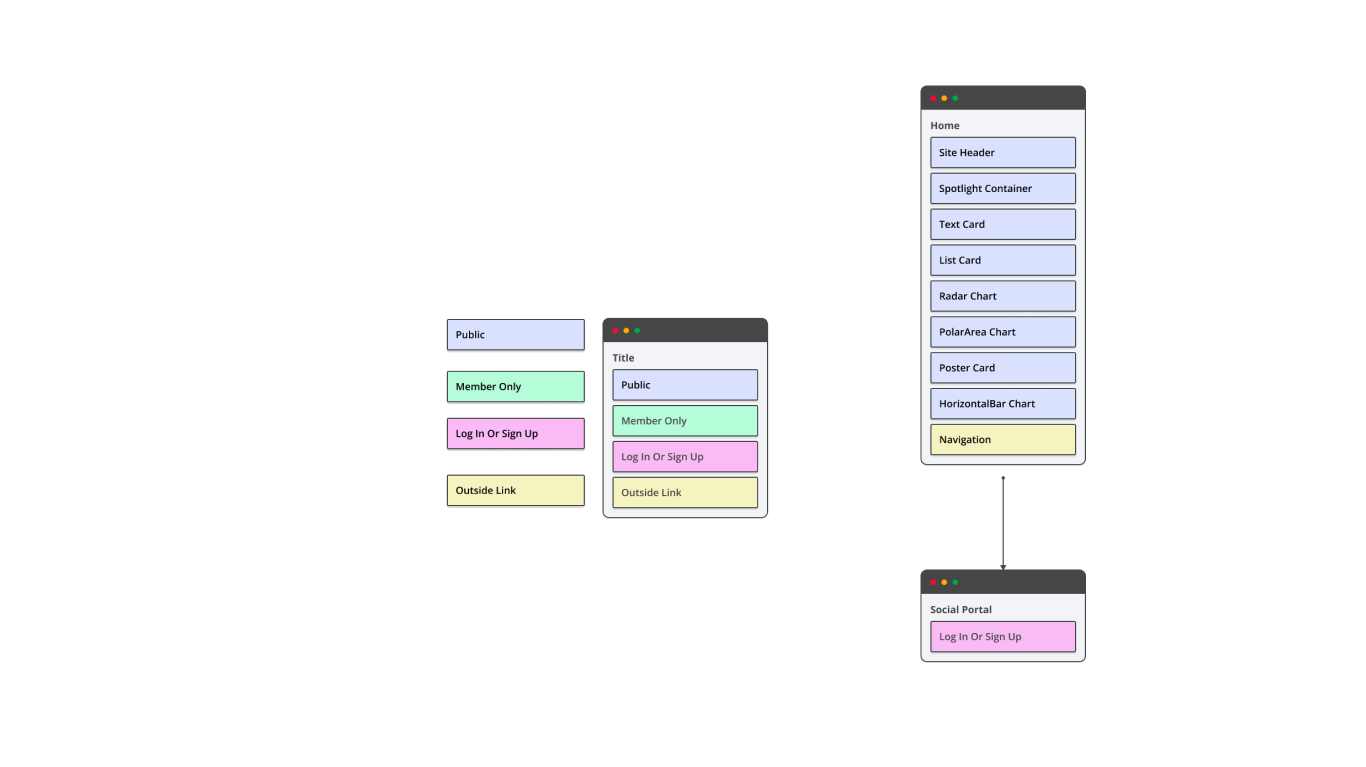 Public
Member Only
Log In Or Sign Up
Outside Link
Title
Public
Member Only
Log In Or Sign Up
Outside Link
Home
Site Header
Spotlight Container
Text Card
List Card
Radar Chart
PolarArea Chart
Poster Card
HorizontalBar Chart
Navigation
Social Portal
Log In Or Sign Up